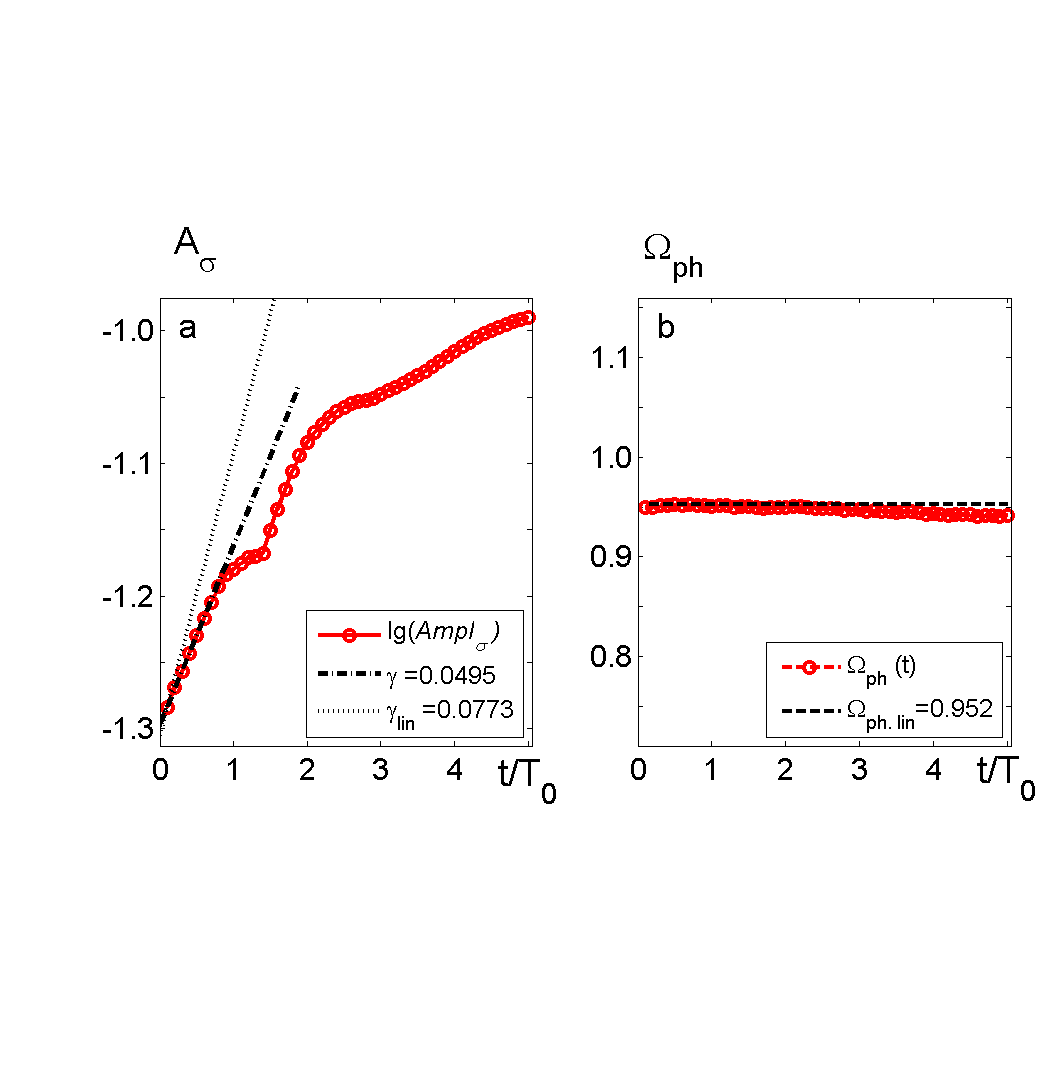 A_σ
a
-1.0
-1.1
-1.2
-1.3
0 1 2 3 4 t/T_0
lg(Ampl_σ)
γ =0.0495
γ_lin =0.0773
Ω_ph
b
1.1
1.0
0.9
0.8
0 1 2 3 4 t/T_0
Ω_ph (t)
Ω_ph. lin=0.952